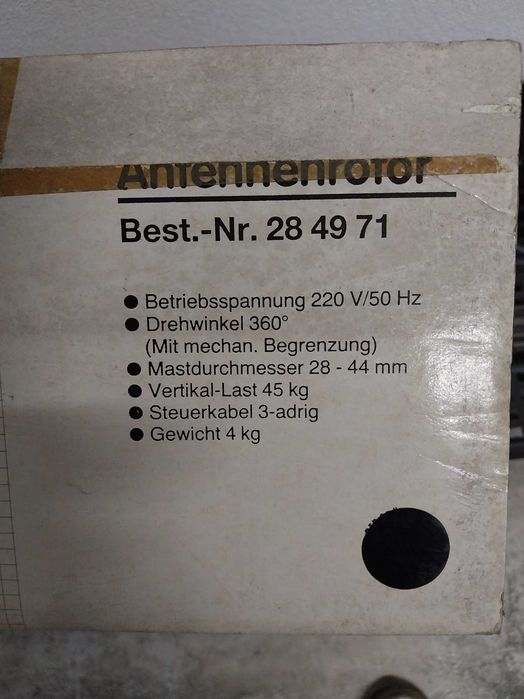 Antennenrotor
Best.-Nr. 28 49 71
● Betriebsspannung 220 V/50 Hz
● Drehwinkel 360°
(Mit mechan. Begrenzung)
● Mastdurchmesser 28 - 44 mm
● Vertikal-Last 45 kg
● Steuerkabel 3-adrig
● Gewicht 4 kg